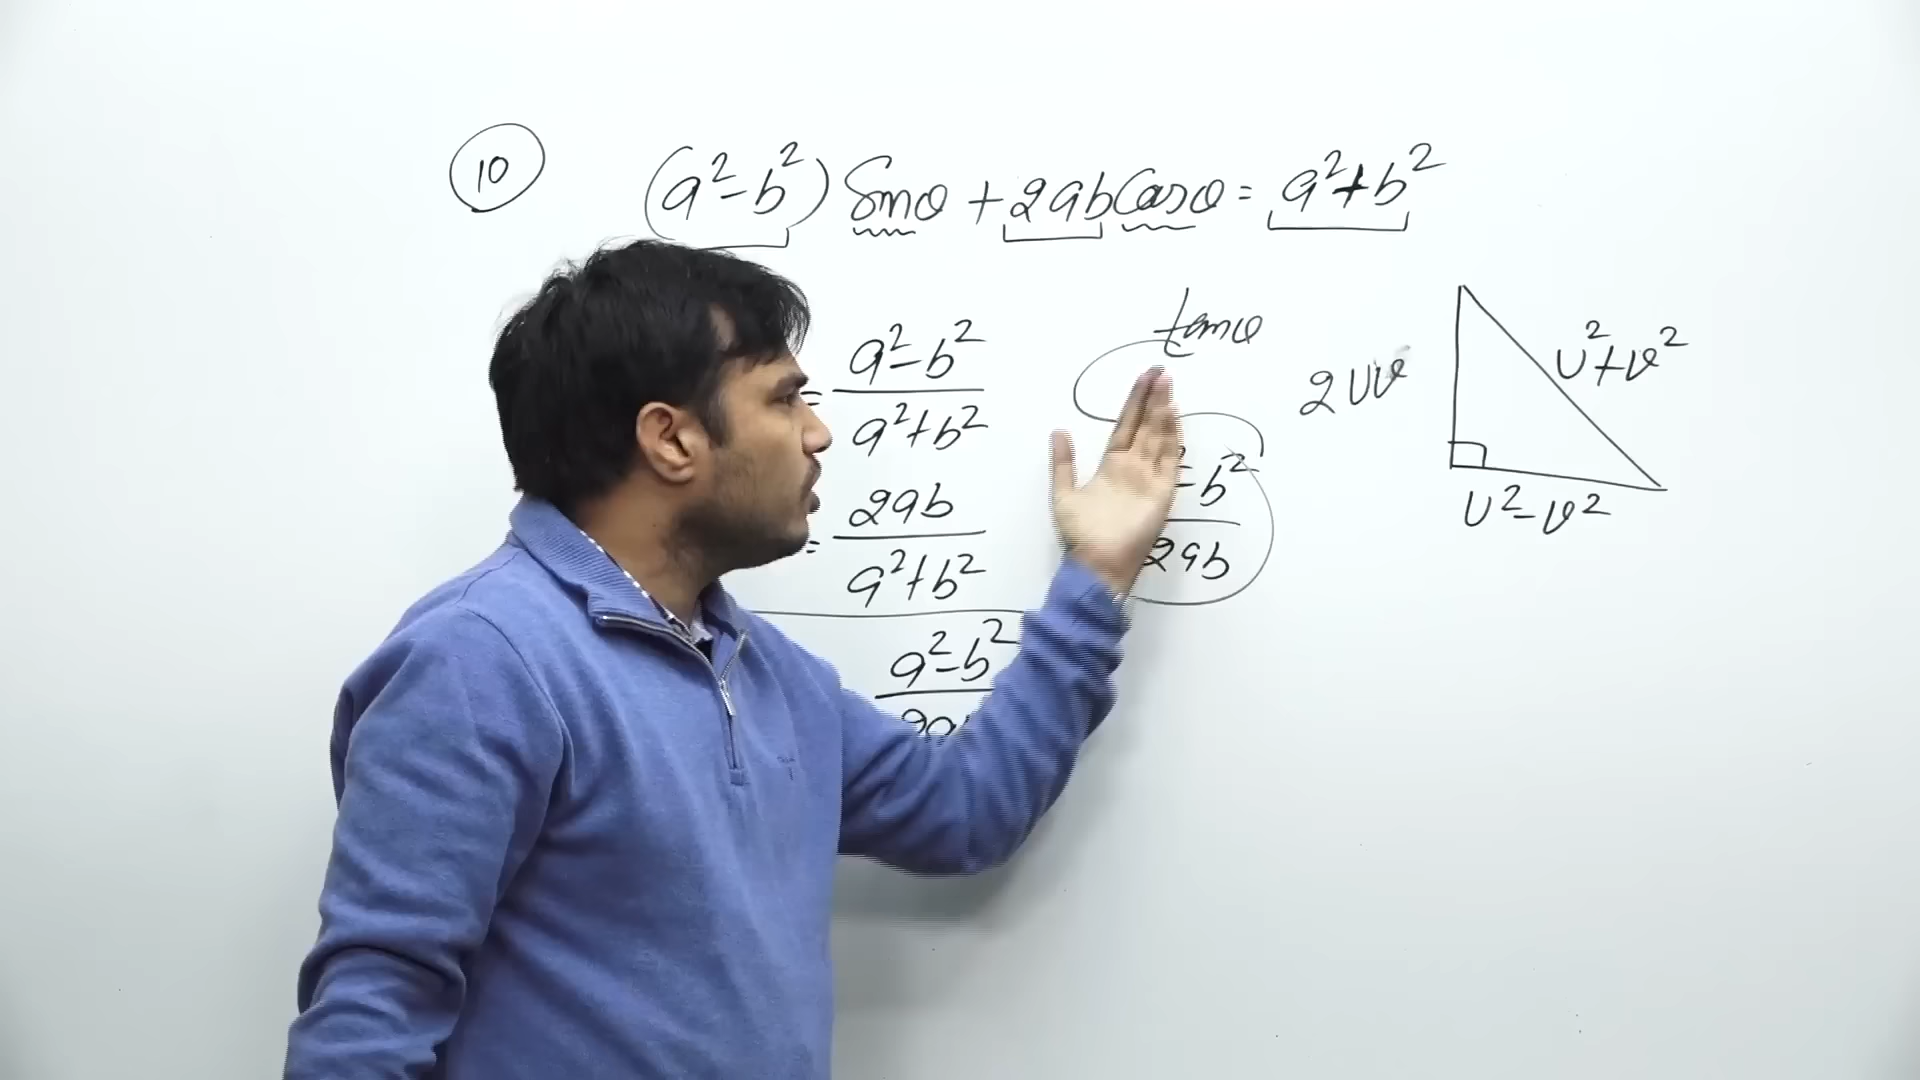 10
(a²-b²) Sinθ + 2ab Cosθ = a²+b²
= a²-b² / a²+b²
= 2ab / a²+b²
a²-b²
tanθ
- b²
2ab
2UV
U²+V²
U²-V²